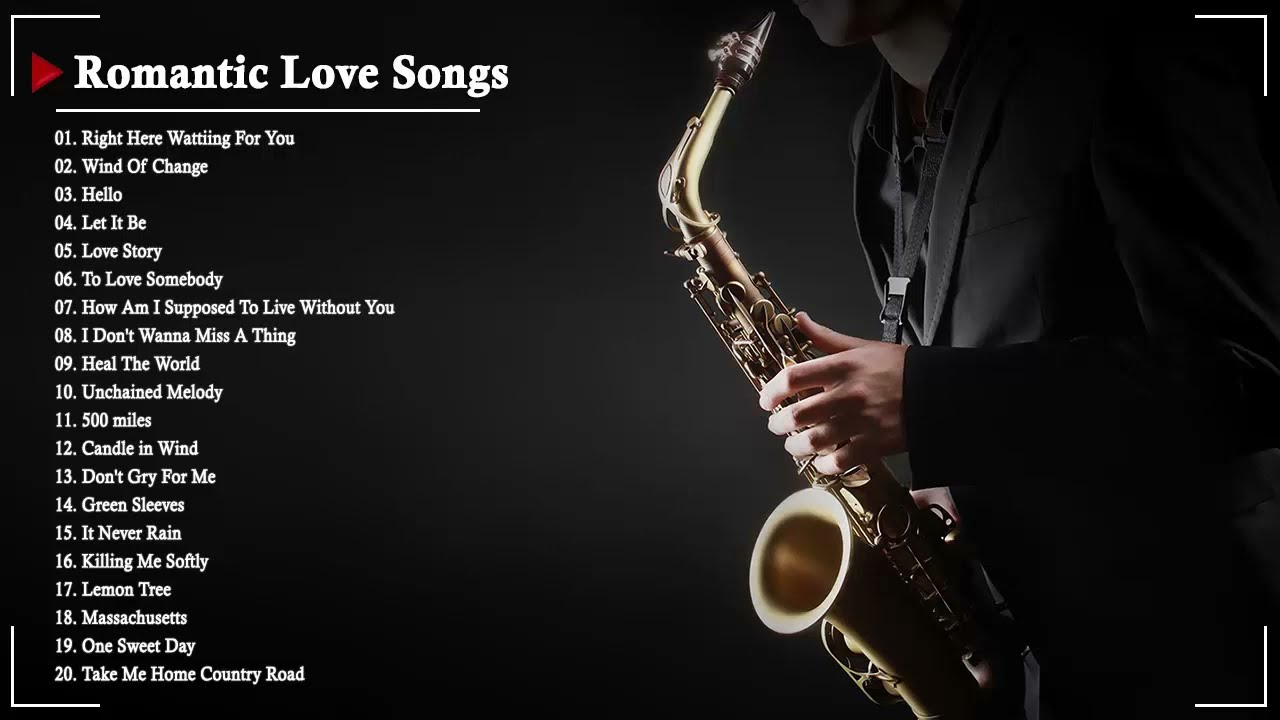 Romantic Love Songs
01. Right Here Wattiing For You
02. Wind Of Change
03. Hello
04. Let It Be
05. Love Story
06. To Love Somebody
07. How Am I Supposed To Live Without You
08. I Don't Wanna Miss A Thing
09. Heal The World
10. Unchained Melody
11. 500 miles
12. Candle in Wind
13. Don't Gry For Me
14. Green Sleeves
15. It Never Rain
16. Killing Me Softly
17. Lemon Tree
18. Massachusetts
19. One Sweet Day
20. Take Me Home Country Road